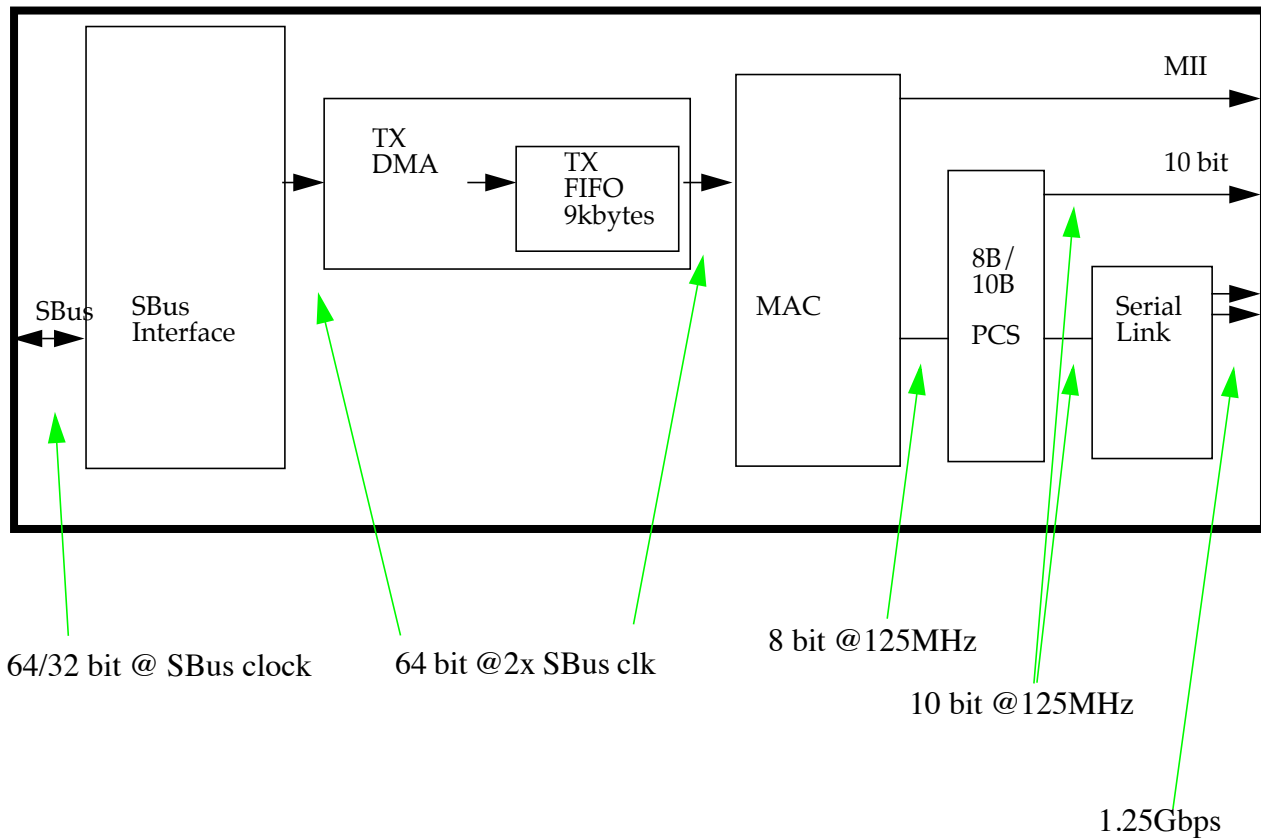 MII
TX
DMA
TX
FIFO
9kbytes
10 bit
8B/
10B
PCS
SBus
SBus
Interface
MAC
Serial
Link
64/32 bit @ SBus clock
64 bit @2x SBus clk
8 bit @125MHz
10 bit @125MHz
1.25Gbps